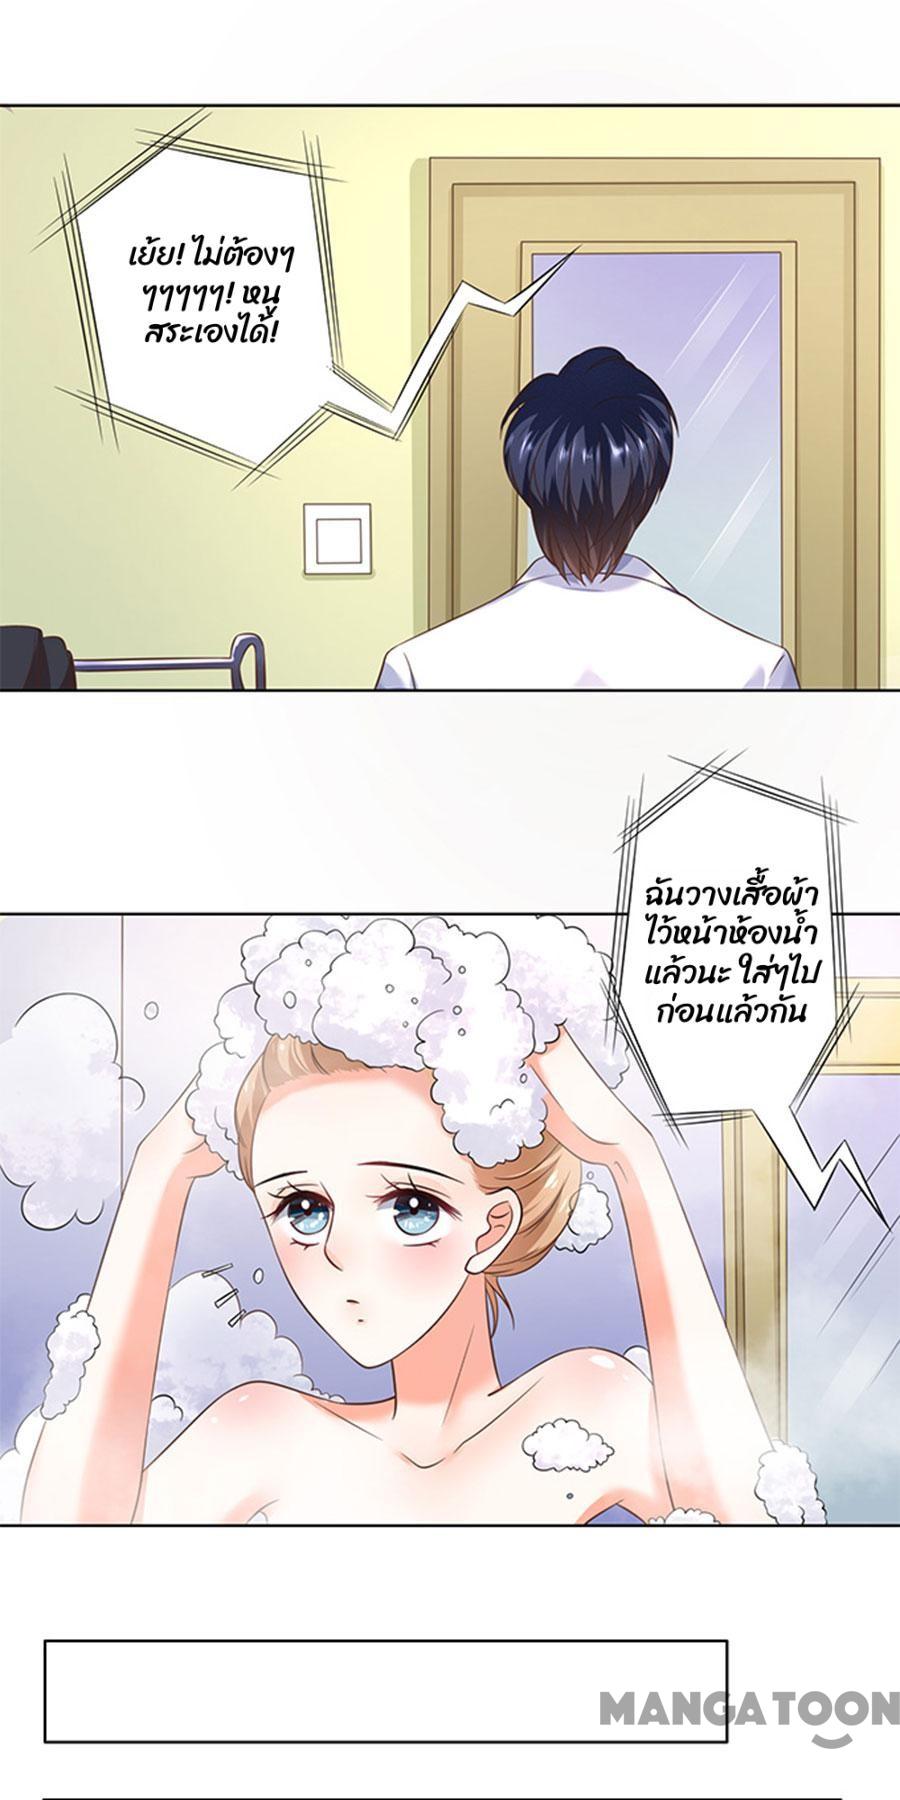 เย้ย! ไม่ต้องๆ
ๆๆๆๆๆ! หนู
สระเองได้!
ฉันวางเสื้อผ้า
ไว้หน้าห้องน้ำ
แล้วนะ ใส่ๆไป
ก่อนแล้วกัน
MANGATOON